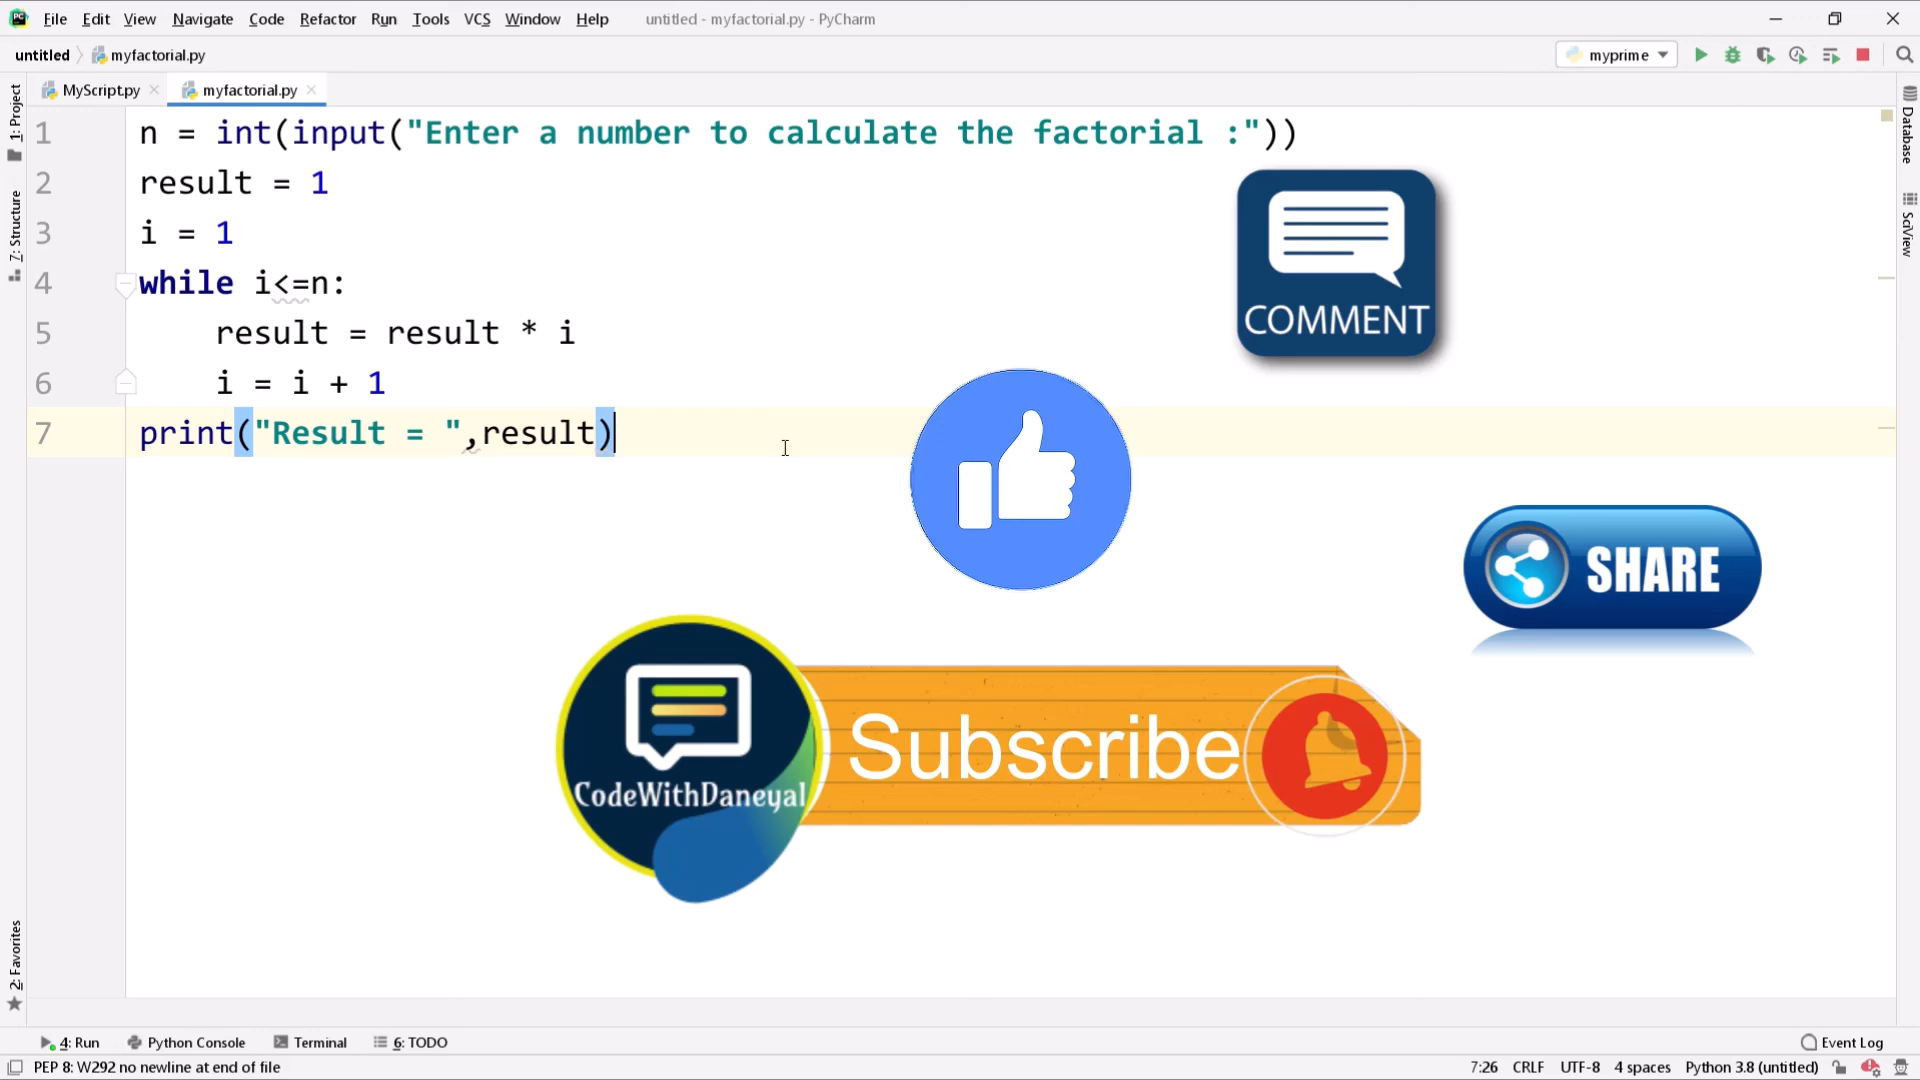 File Edit View Navigate Code Refactor Run Tools VCS Window Help untitled - myfactorial.py - PyCharm
untitled myfactorial.py myprime
MyScript.py myfactorial.py
1: Project
7: Structure
2: Favorites
Database
SciView
1 n = int(input("Enter a number to calculate the factorial :"))
2 result = 1
3 i = 1
4 while i<=n:
5 result = result * i
6 i = i + 1
7 print("Result = ",result)
COMMENT
SHARE
CodeWithDaneyal
Subscribe
4: Run Python Console Terminal 6: TODO Event Log
PEP 8: W292 no newline at end of file 7:26 CRLF UTF-8 4 spaces Python 3.8 (untitled)